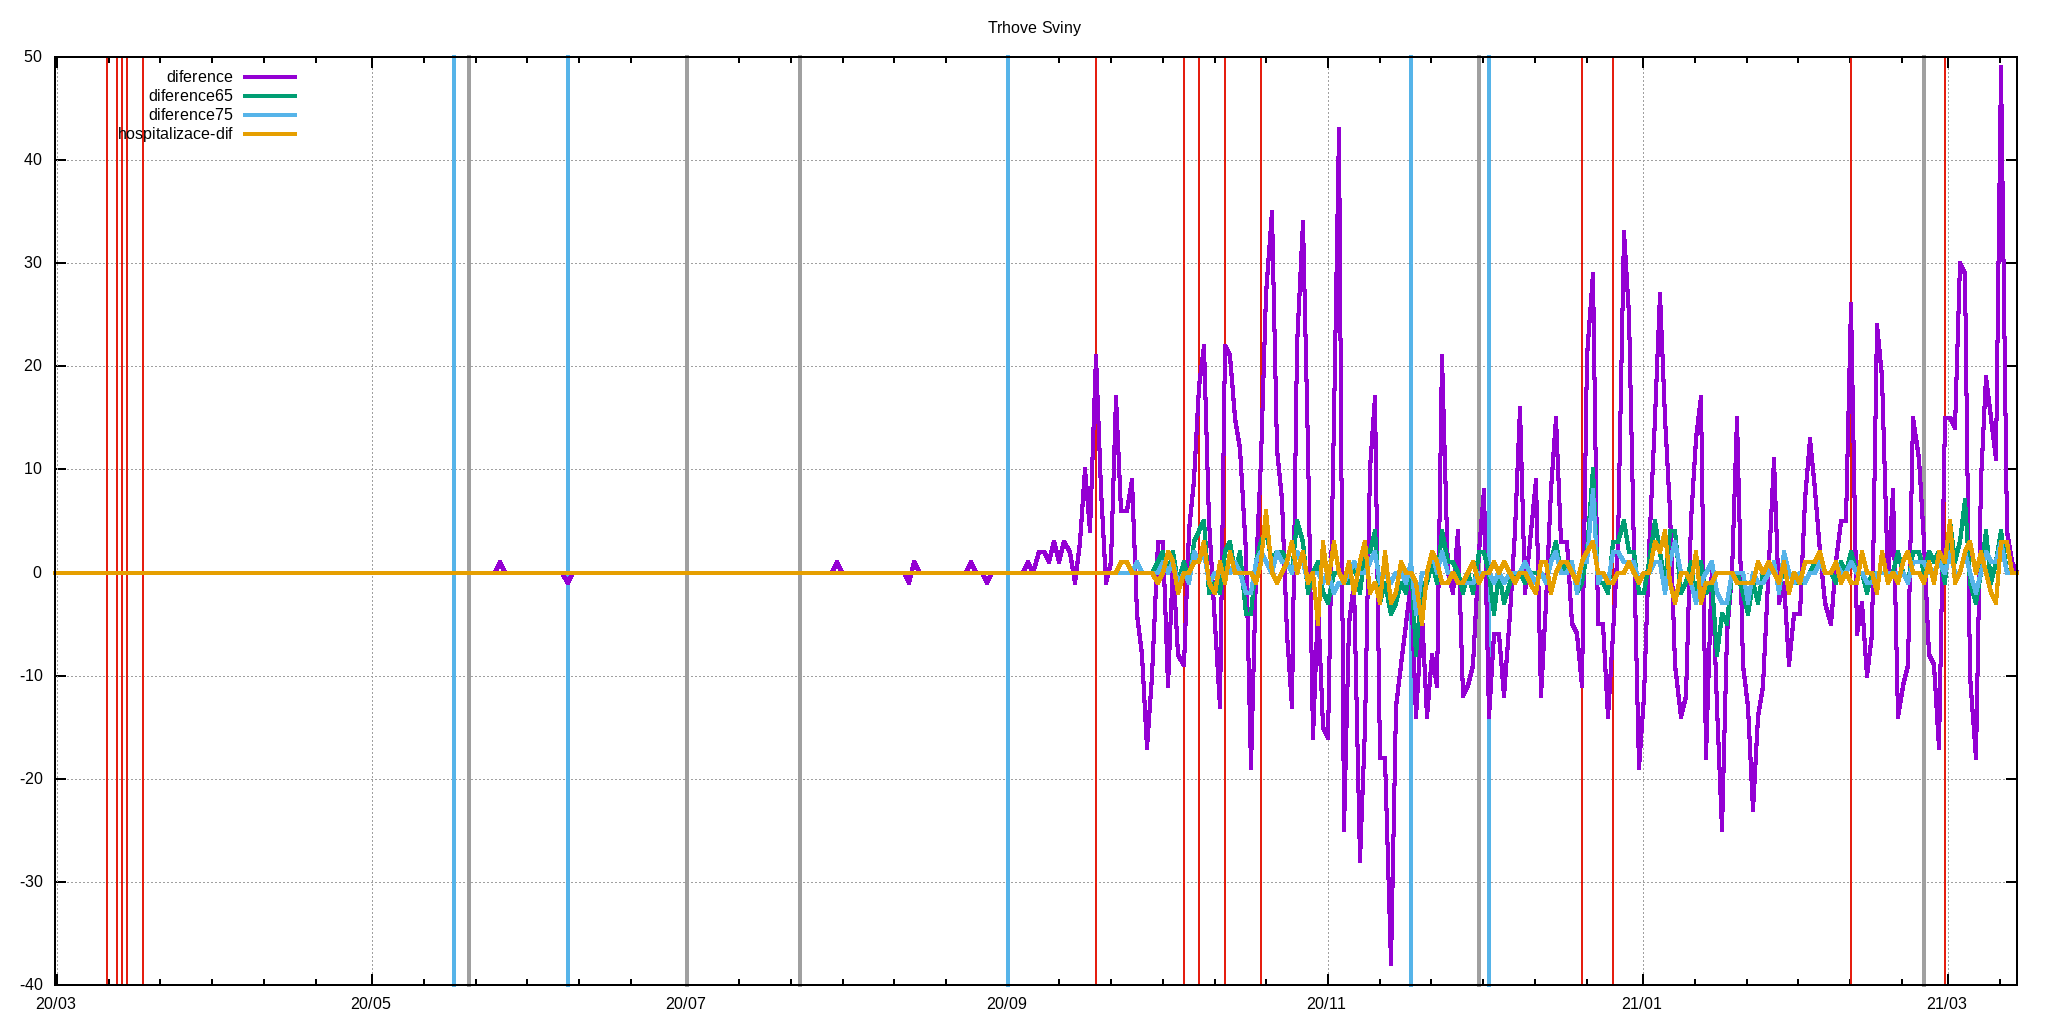 Trhove Sviny
50
diference
diference65
diference75
hospitalizace-dif
40
30
20
10
0
-10
-20
-30
-40
20/03 20/05 20/07 20/09 20/11 21/01 21/03